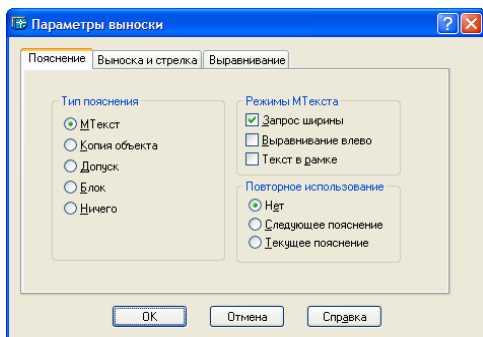 Параметры выноски
Пояснение Выноска и стрелка Выравнивание
Тип пояснения
МТекст
Копия объекта
Допуск
Блок
Ничего
Режимы МТекста
Запрос ширины
Выравнивание влево
Текст в рамке
Повторное использование
Нет
Следующее пояснение
Текущее пояснение
OK Отмена Справка